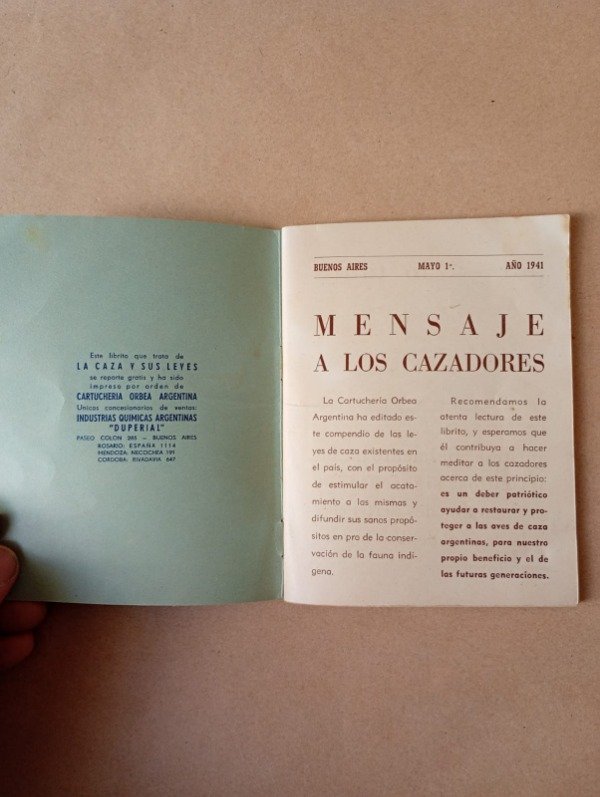 Este librito que trata de
LA CAZA Y SUS LEYES
se reparte gratis y ha sido
impreso por orden de
CARTUCHERIA ORBEA ARGENTINA
Unicos concesionarios de ventas:
INDUSTRIAS QUIMICAS ARGENTINAS
"DUPERIAL"
PASEO COLON 285 — BUENOS AIRES
ROSARIO: ESPAÑA 1114
MENDOZA: NECOCHEA 191
CORDOBA: RIVADAVIA 647
BUENOS AIRES MAYO 1º. AÑO 1941
MENSAJE
A LOS CAZADORES
La Cartuchería Orbea
Argentina ha editado es-
te compendio de las le-
yes de caza existentes en
el país, con el propósito
de estimular el acata-
miento a las mismas y
difundir sus sanos propó-
sitos en pro de la conser-
vación de la fauna indí-
gena.
Recomendamos la
atenta lectura de este
librito, y esperamos que
él contribuya a hacer
meditar a los cazadores
acerca de este principio:
es un deber patriótico
ayudar a restaurar y pro-
teger a las aves de caza
argentinas, para nuestro
propio beneficio y el de
las futuras generaciones.